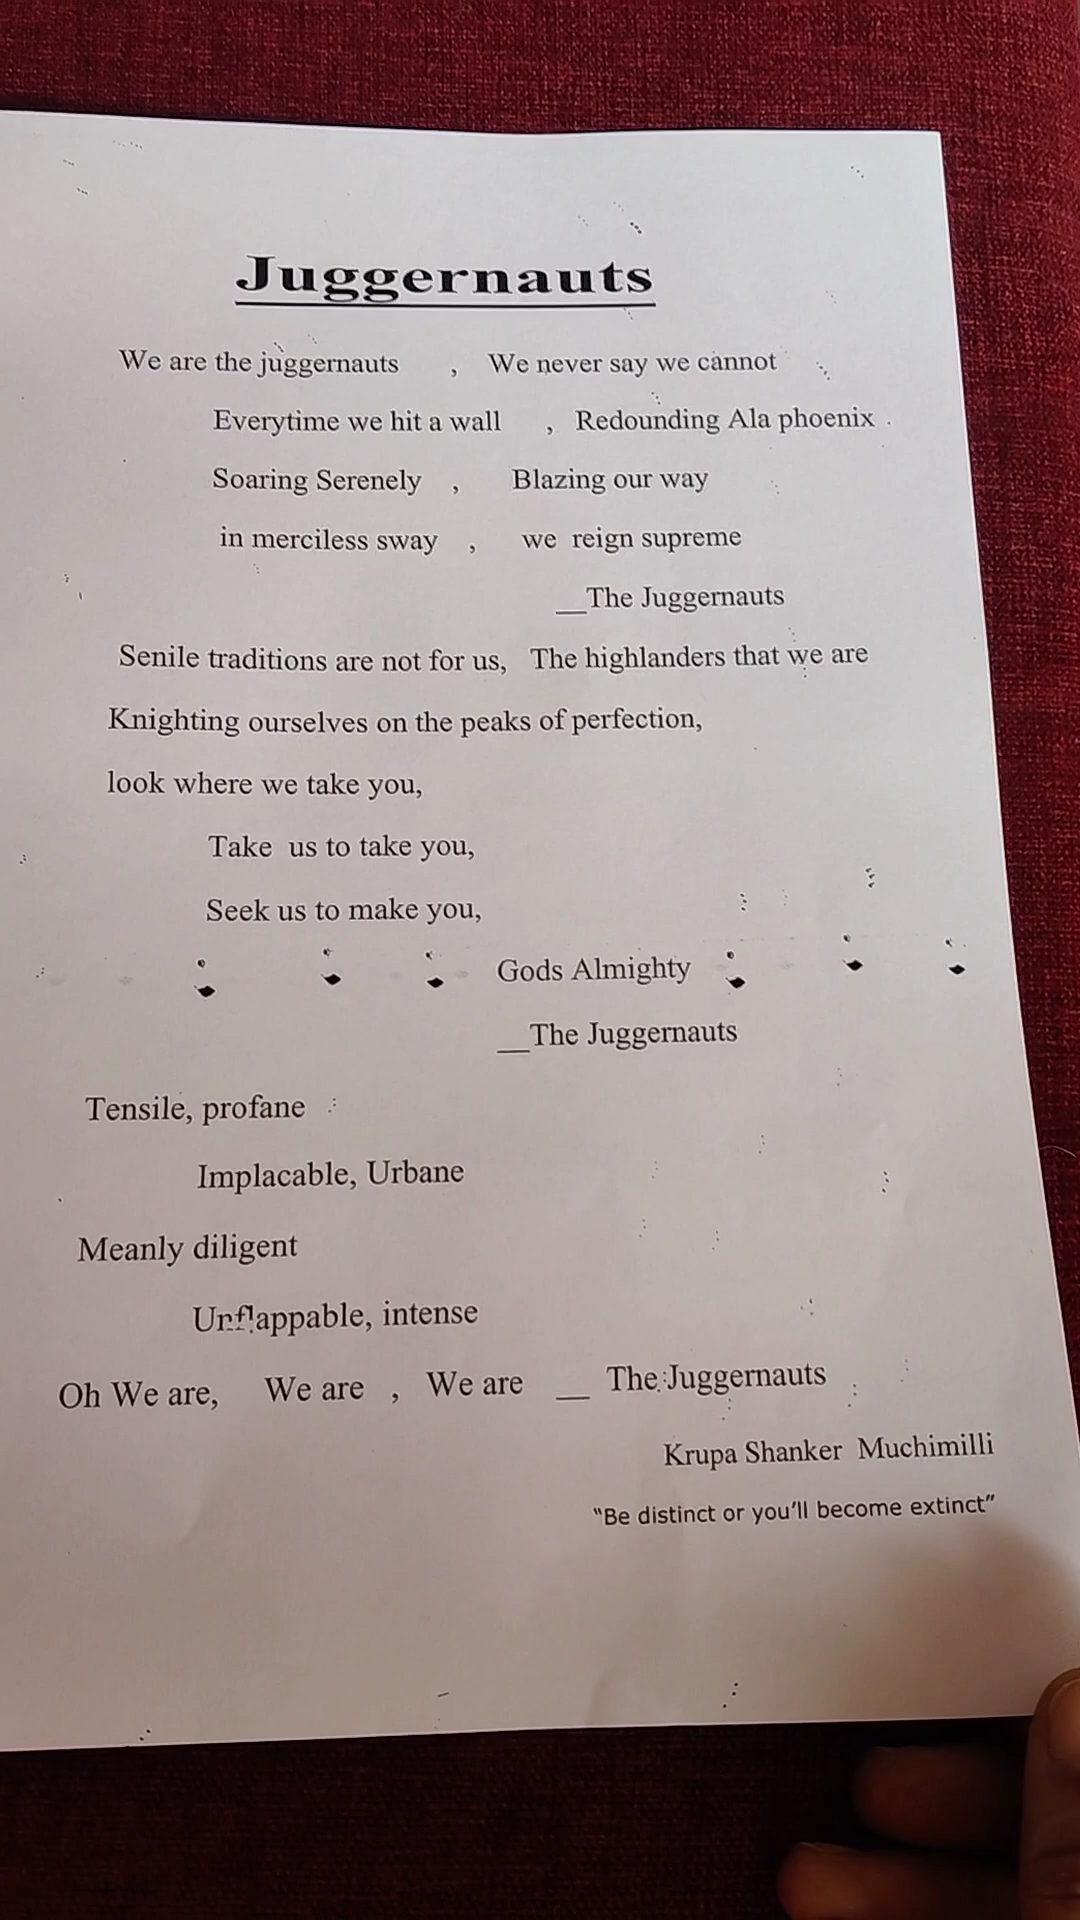 Juggernauts
We are the juggernauts , We never say we cannot
Everytime we hit a wall , Redounding Ala phoenix .
Soaring Serenely , Blazing our way
in merciless sway , we reign supreme
__The Juggernauts
Senile traditions are not for us, The highlanders that we are
Knighting ourselves on the peaks of perfection,
look where we take you,
Take us to take you,
Seek us to make you,
Gods Almighty
__The Juggernauts
Tensile, profane
Implacable, Urbane
Meanly diligent
Unflappable, intense
Oh We are, We are , We are __ The Juggernauts
Krupa Shanker Muchimilli
“Be distinct or you’ll become extinct”